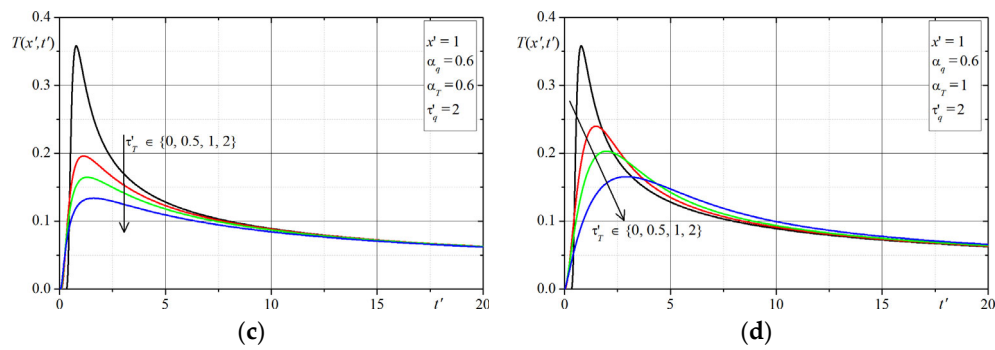 0.4
T(x',t')
0.3
0.2
0.1
0.0
0
5
10
15
20
t'
x' = 1
α_q = 0.6
α_T = 0.6
τ'_q = 2
τ'_T ∈ {0, 0.5, 1, 2}
(c)
0.4
T(x',t')
0.3
0.2
0.1
0.0
0
5
10
15
20
t'
x' = 1
α_q = 0.6
α_T = 1
τ'_q = 2
τ'_T ∈ {0, 0.5, 1, 2}
(d)